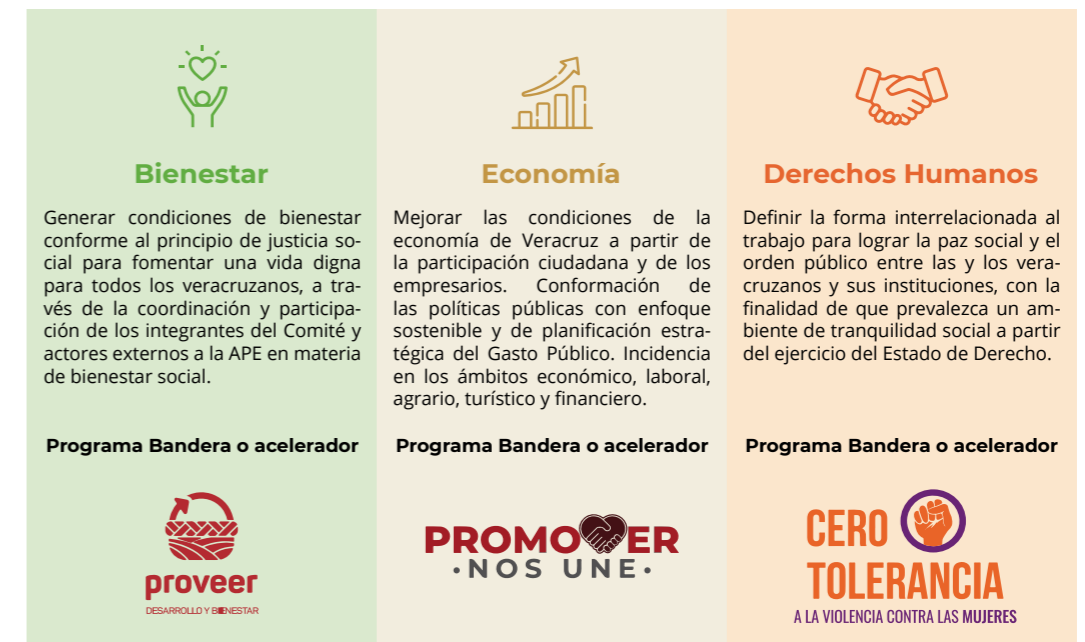 Bienestar
Generar condiciones de bienestar
conforme al principio de justicia so-
cial para fomentar una vida digna
para todos los veracruzanos, a tra-
vés de la coordinación y participa-
ción de los integrantes del Comité y
actores externos a la APE en materia
de bienestar social.
Programa Bandera o acelerador
proveer
DESARROLLO Y BIENESTAR
Economía
Mejorar las condiciones de la
economía de Veracruz a partir de
la participación ciudadana y de los
empresarios. Conformación de
las políticas públicas con enfoque
sostenible y de planificación estra-
tégica del Gasto Público. Incidencia
en los ámbitos económico, laboral,
agrario, turístico y financiero.
Programa Bandera o acelerador
PROMOVER
·NOS UNE·
Derechos Humanos
Definir la forma interrelacionada al
trabajo para lograr la paz social y el
orden público entre las y los vera-
cruzanos y sus instituciones, con la
finalidad de que prevalezca un am-
biente de tranquilidad social a partir
del ejercicio del Estado de Derecho.
Programa Bandera o acelerador
CERO
TOLERANCIA
A LA VIOLENCIA CONTRA LAS MUJERES